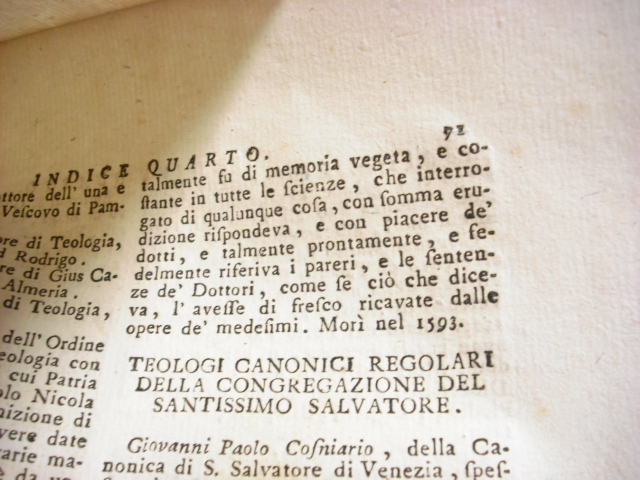 91
INDICE QUARTO.
ttore dell' una e
Vescovo di Pam-
re di Teologia,
d Rodrigo.
re di Gius Ca-
Almeria.
di Teologia,
dell' Ordine
eologia con
cui Patria
olo Nicola
nizione di
vere date
arie ma-
talmente fu di memoria vegeta, e co-
ſtante in tutte le ſcienze, che interro-
gato di qualunque coſa, con ſomma eru-
dizione riſpondeva, e con piacere de'
dotti, e talmente prontamente, e fe-
delmente riferiva i pareri, e le ſenten-
ze de' Dottori, come ſe ciò che dice-
va, l' aveſſe di freſco ricavate dalle
opere de' medeſimi. Morì nel 1593.
TEOLOGI CANONICI REGOLARI
DELLA CONGREGAZIONE DEL
SANTISSIMO SALVATORE.
Giovanni Paolo Coſniario, della Ca-
nonica di S. Salvatore di Venezia, ſpeſ-